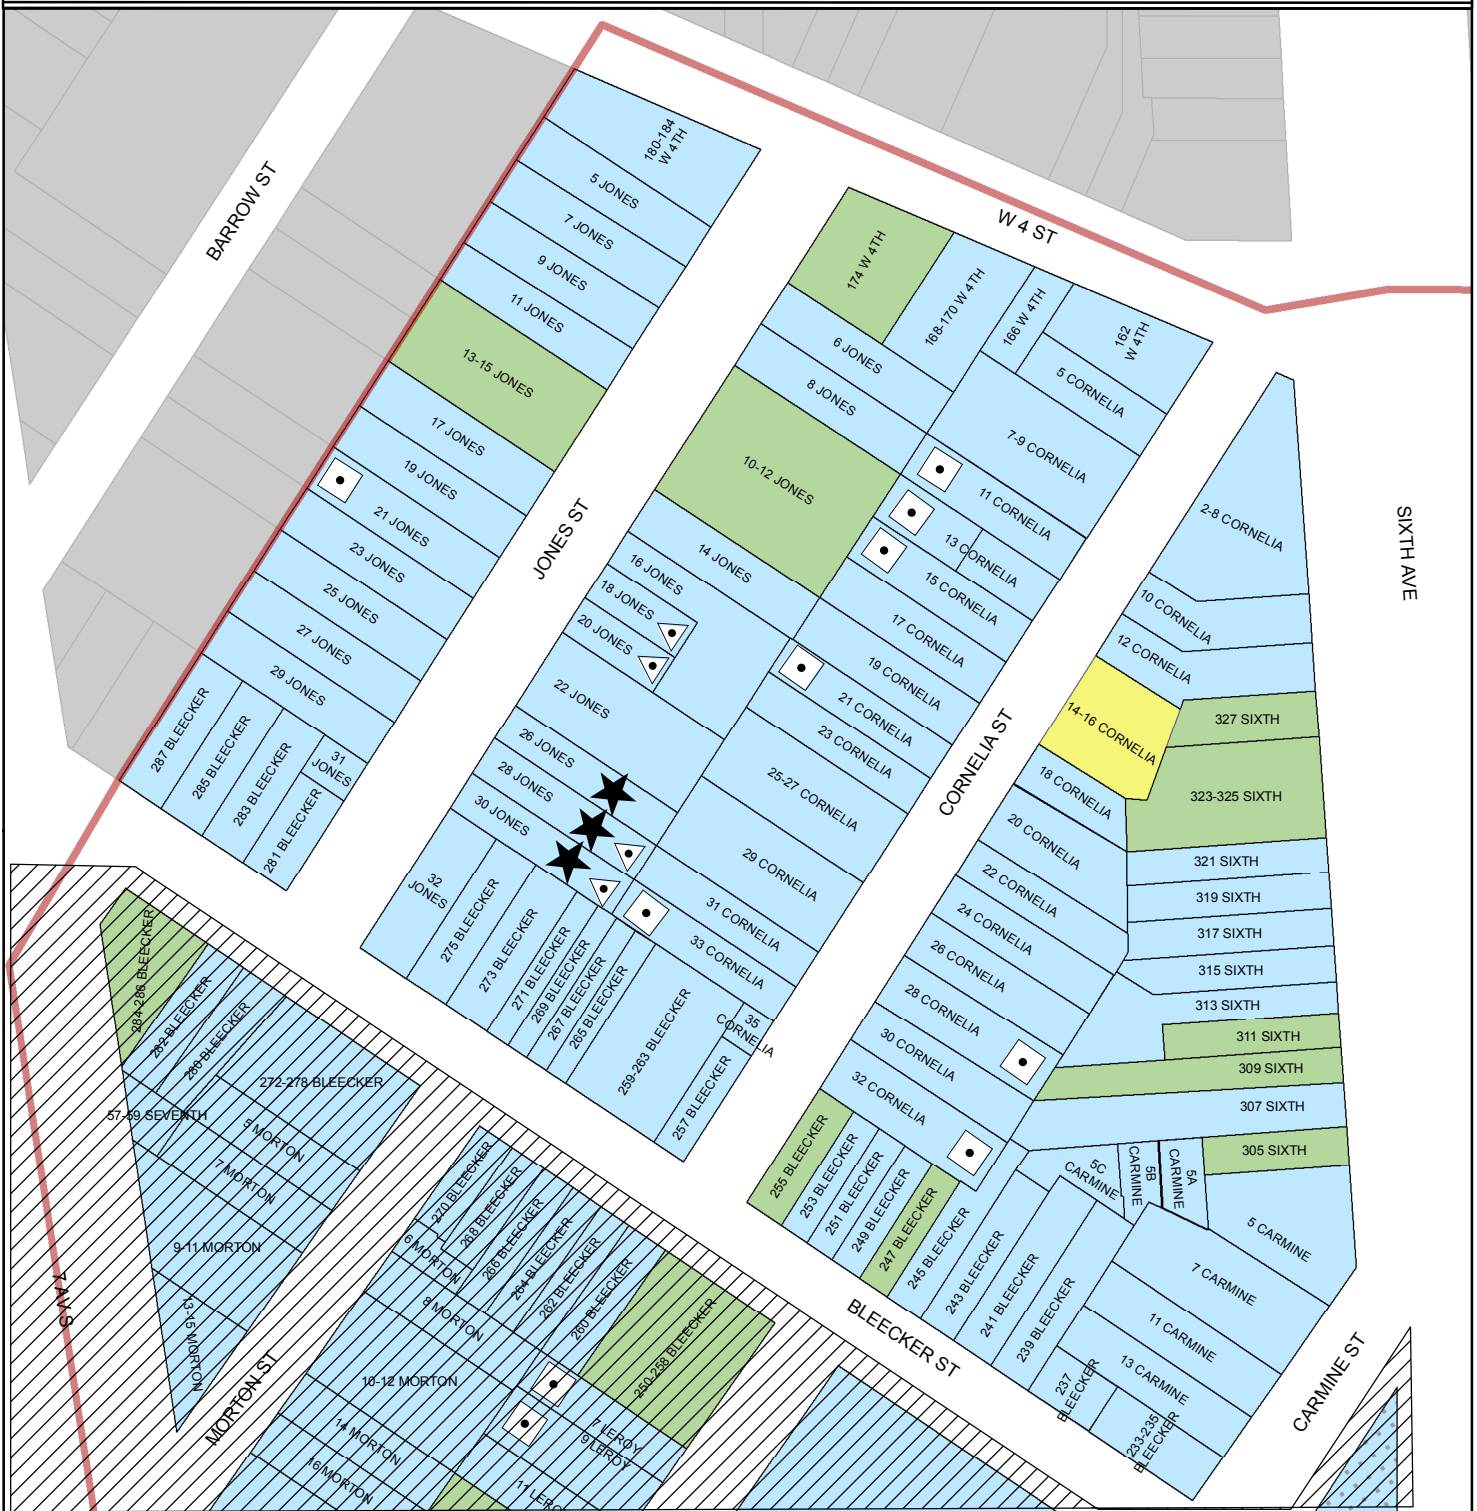 BARROW ST
W 4 ST
JONES ST
CORNELIA ST
SIXTH AVE
BLEECKER ST
CARMINE ST
MORTON ST
7 AV S
180-184
W 4TH
5 JONES
7 JONES
9 JONES
11 JONES
13-15 JONES
17 JONES
19 JONES
21 JONES
23 JONES
25 JONES
27 JONES
29 JONES
31
JONES
287 BLEECKER
285 BLEECKER
283 BLEECKER
281 BLEECKER
174 W 4TH
168-170 W 4TH
166 W 4TH
162
W 4TH
6 JONES
8 JONES
10-12 JONES
14 JONES
16 JONES
18 JONES
20 JONES
22 JONES
26 JONES
28 JONES
30 JONES
32
JONES
275 BLEECKER
273 BLEECKER
271 BLEECKER
269 BLEECKER
267 BLEECKER
265 BLEECKER
259-263 BLEECKER
257 BLEECKER
5 CORNELIA
7-9 CORNELIA
11 CORNELIA
13 CORNELIA
15 CORNELIA
17 CORNELIA
19 CORNELIA
21 CORNELIA
23 CORNELIA
25-27 CORNELIA
29 CORNELIA
31 CORNELIA
33 CORNELIA
35
CORNELIA
2-8 CORNELIA
10 CORNELIA
12 CORNELIA
14-16 CORNELIA
18 CORNELIA
20 CORNELIA
22 CORNELIA
24 CORNELIA
26 CORNELIA
28 CORNELIA
30 CORNELIA
32 CORNELIA
327 SIXTH
323-325 SIXTH
321 SIXTH
319 SIXTH
317 SIXTH
315 SIXTH
313 SIXTH
311 SIXTH
309 SIXTH
307 SIXTH
305 SIXTH
5C
CARMINE
5B
CARMINE
5A
CARMINE
5 CARMINE
7 CARMINE
11 CARMINE
13 CARMINE
255 BLEECKER
253 BLEECKER
251 BLEECKER
249 BLEECKER
247 BLEECKER
245 BLEECKER
243 BLEECKER
241 BLEECKER
239 BLEECKER
237
BLEECKER
233-235
BLEECKER
284-286 BLEECKER
282 BLEECKER
280 BLEECKER
272-278 BLEECKER
57-59 SEVENTH
5 MORTON
7 MORTON
9-11 MORTON
13-15 MORTON
270 BLEECKER
268 BLEECKER
266 BLEECKER
264 BLEECKER
262 BLEECKER
260 BLEECKER
250-258 BLEECKER
6 MORTON
8 MORTON
10-12 MORTON
14 MORTON
16 MORTON
7 LEROY
9 LEROY